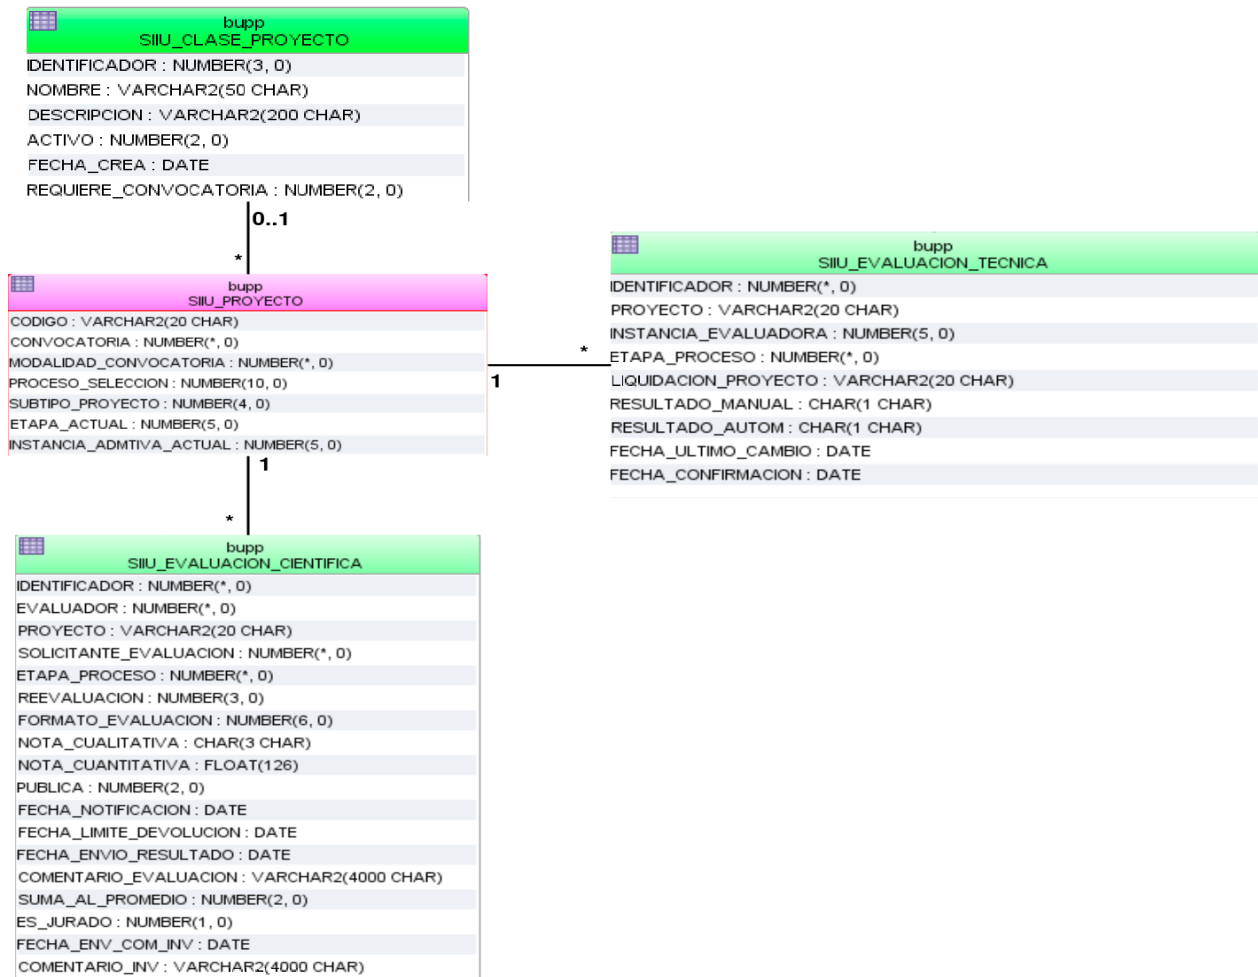 bupp
SIIU_CLASE_PROYECTO
IDENTIFICADOR : NUMBER(3, 0)
NOMBRE : VARCHAR2(50 CHAR)
DESCRIPCION : VARCHAR2(200 CHAR)
ACTIVO : NUMBER(2, 0)
FECHA_CREA : DATE
REQUIERE_CONVOCATORIA : NUMBER(2, 0)
0..1
*
bupp
SIIU_PROYECTO
CODIGO : VARCHAR2(20 CHAR)
CONVOCATORIA : NUMBER(*, 0)
MODALIDAD_CONVOCATORIA : NUMBER(*, 0)
PROCESO_SELECCION : NUMBER(10, 0)
SUBTIPO_PROYECTO : NUMBER(4, 0)
ETAPA_ACTUAL : NUMBER(5, 0)
INSTANCIA_ADMTIVA_ACTUAL : NUMBER(5, 0)
1
*
bupp
SIIU_EVALUACION_TECNICA
IDENTIFICADOR : NUMBER(*, 0)
PROYECTO : VARCHAR2(20 CHAR)
INSTANCIA_EVALUADORA : NUMBER(5, 0)
ETAPA_PROCESO : NUMBER(*, 0)
LIQUIDACION_PROYECTO : VARCHAR2(20 CHAR)
RESULTADO_MANUAL : CHAR(1 CHAR)
RESULTADO_AUTOM : CHAR(1 CHAR)
FECHA_ULTIMO_CAMBIO : DATE
FECHA_CONFIRMACION : DATE
1
*
bupp
SIIU_EVALUACION_CIENTIFICA
IDENTIFICADOR : NUMBER(*, 0)
EVALUADOR : NUMBER(*, 0)
PROYECTO : VARCHAR2(20 CHAR)
SOLICITANTE_EVALUACION : NUMBER(*, 0)
ETAPA_PROCESO : NUMBER(*, 0)
REEVALUACION : NUMBER(3, 0)
FORMATO_EVALUACION : NUMBER(6, 0)
NOTA_CUALITATIVA : CHAR(3 CHAR)
NOTA_CUANTITATIVA : FLOAT(126)
PUBLICA : NUMBER(2, 0)
FECHA_NOTIFICACION : DATE
FECHA_LIMITE_DEVOLUCION : DATE
FECHA_ENVIO_RESULTADO : DATE
COMENTARIO_EVALUACION : VARCHAR2(4000 CHAR)
SUMA_AL_PROMEDIO : NUMBER(2, 0)
ES_JURADO : NUMBER(1, 0)
FECHA_ENV_COM_INV : DATE
COMENTARIO_INV : VARCHAR2(4000 CHAR)